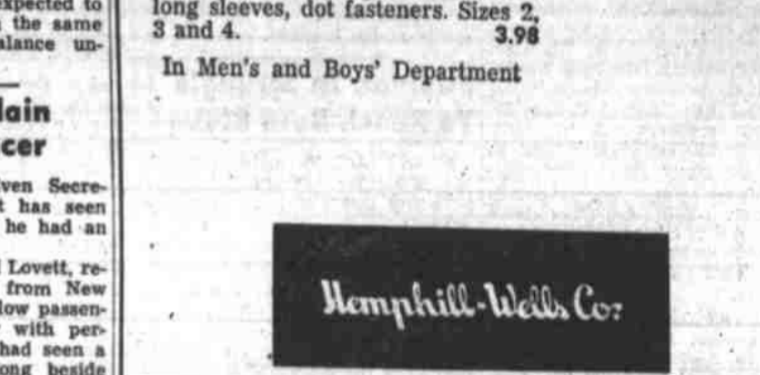 expected to
the same
alance un-
lain
cer
iven Secre-
t has seen
he had an
Lovett, re-
from New
low passen-
with per-
had seen a
ong beside
long sleeves, dot fasteners. Sizes 2,
3 and 4. 3.98
In Men's and Boys' Department
Hemphill-Wells Co.